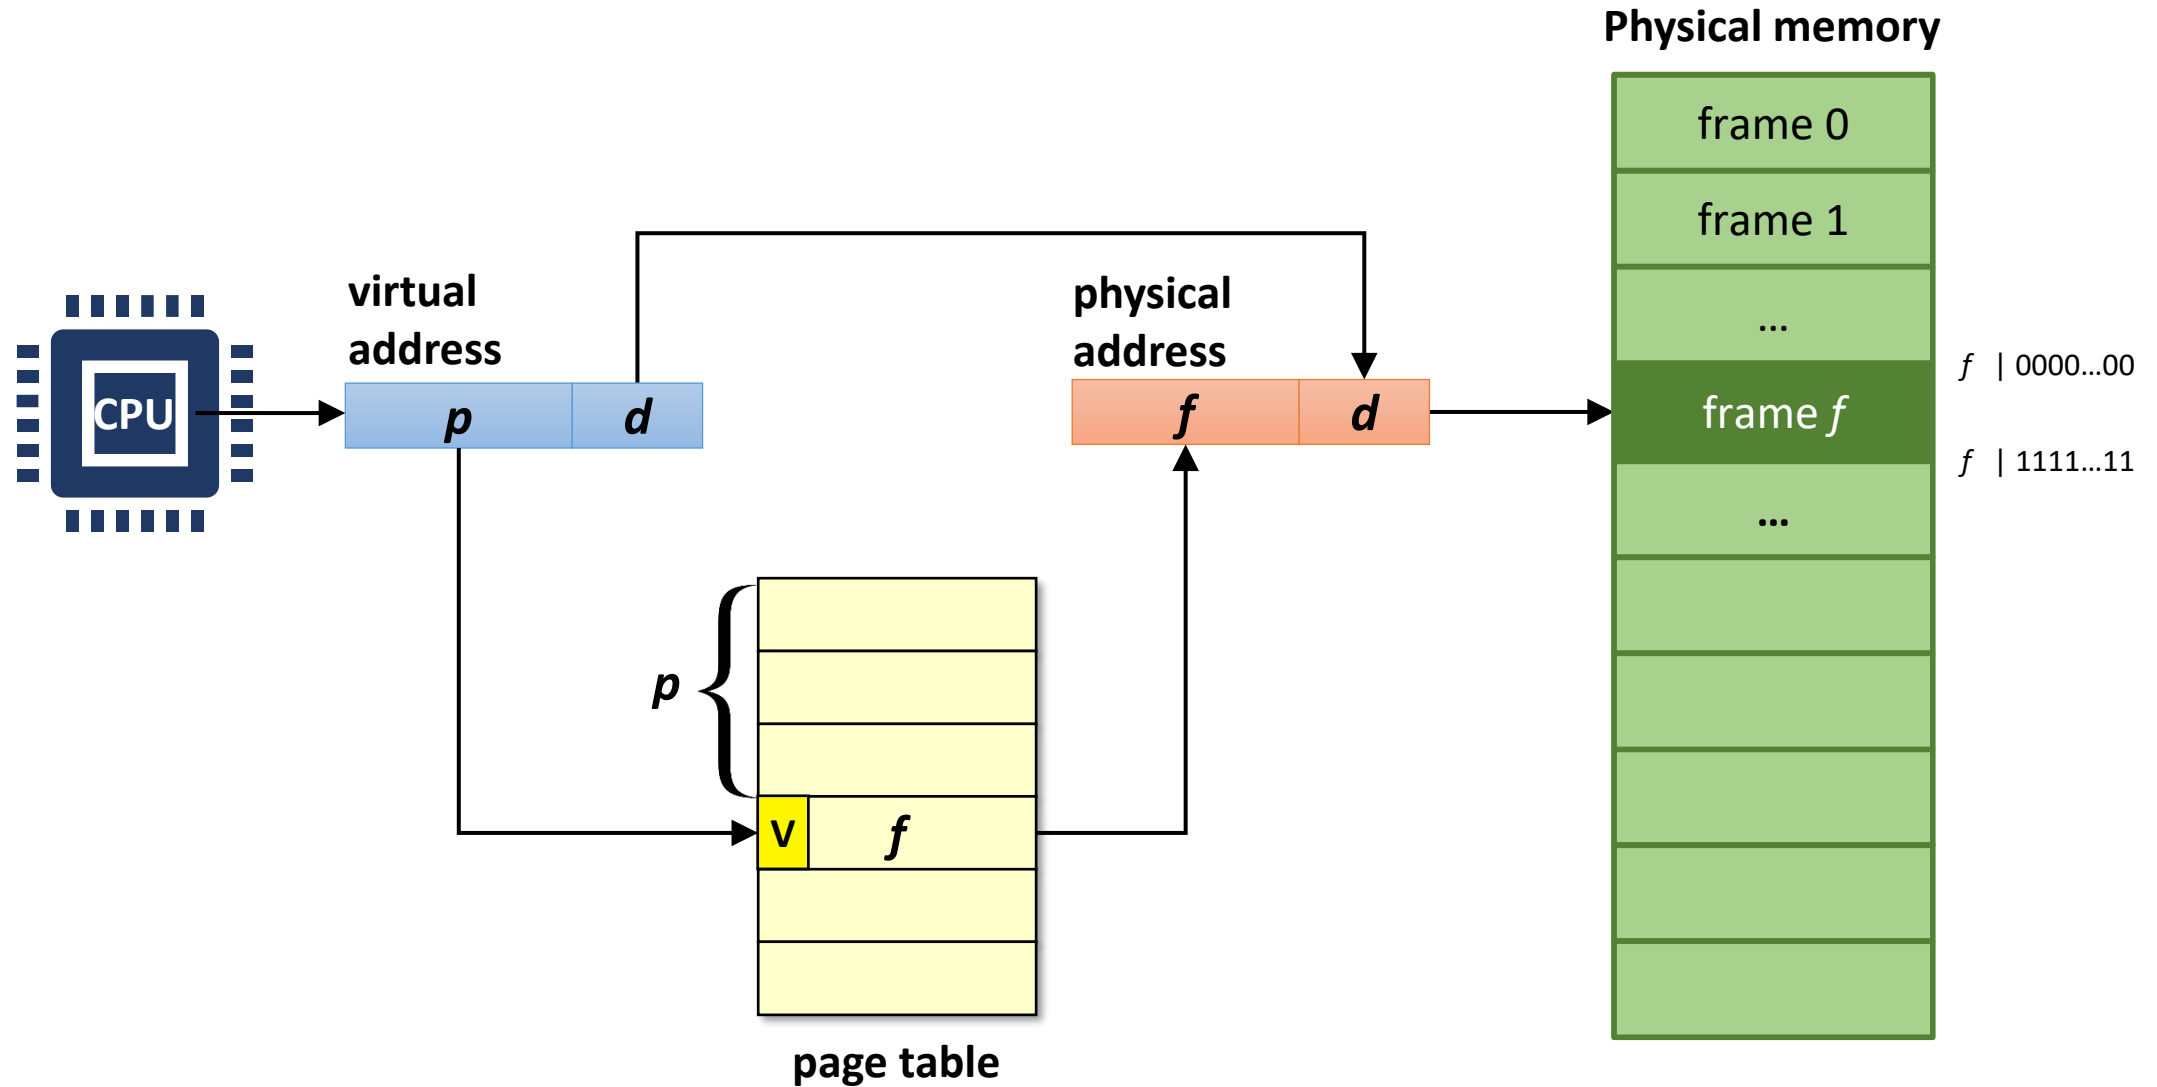 Physical memory
frame 0
frame 1
...
frame f
...
f | 0000...00
f | 1111...11
CPU
virtual
address
p
d
physical
address
f
d
p
V
f
page table